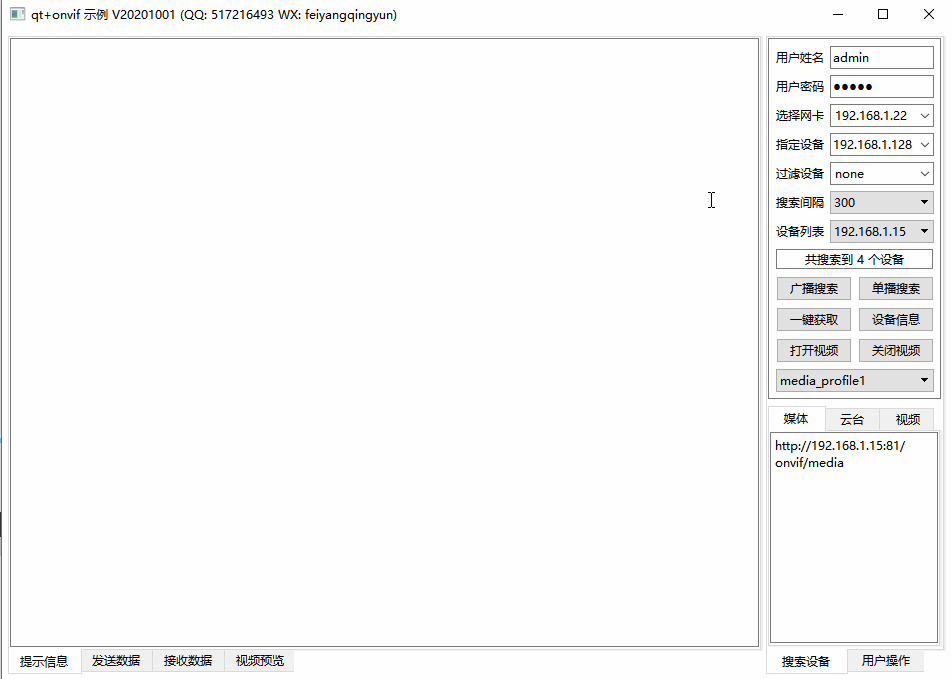 qt+onvif 示例 V20201001 (QQ: 517216493 WX: feiyangqingyun)
用户姓名 admin
用户密码 ●●●●●
选择网卡 192.168.1.22
指定设备 192.168.1.128
过滤设备 none
搜索间隔 300
设备列表 192.168.1.15
共搜索到 4 个设备
广播搜索 单播搜索
一键获取 设备信息
打开视频 关闭视频
media_profile1
媒体 云台 视频
http://192.168.1.15:81/
onvif/media
提示信息 发送数据 接收数据 视频预览
搜索设备 用户操作